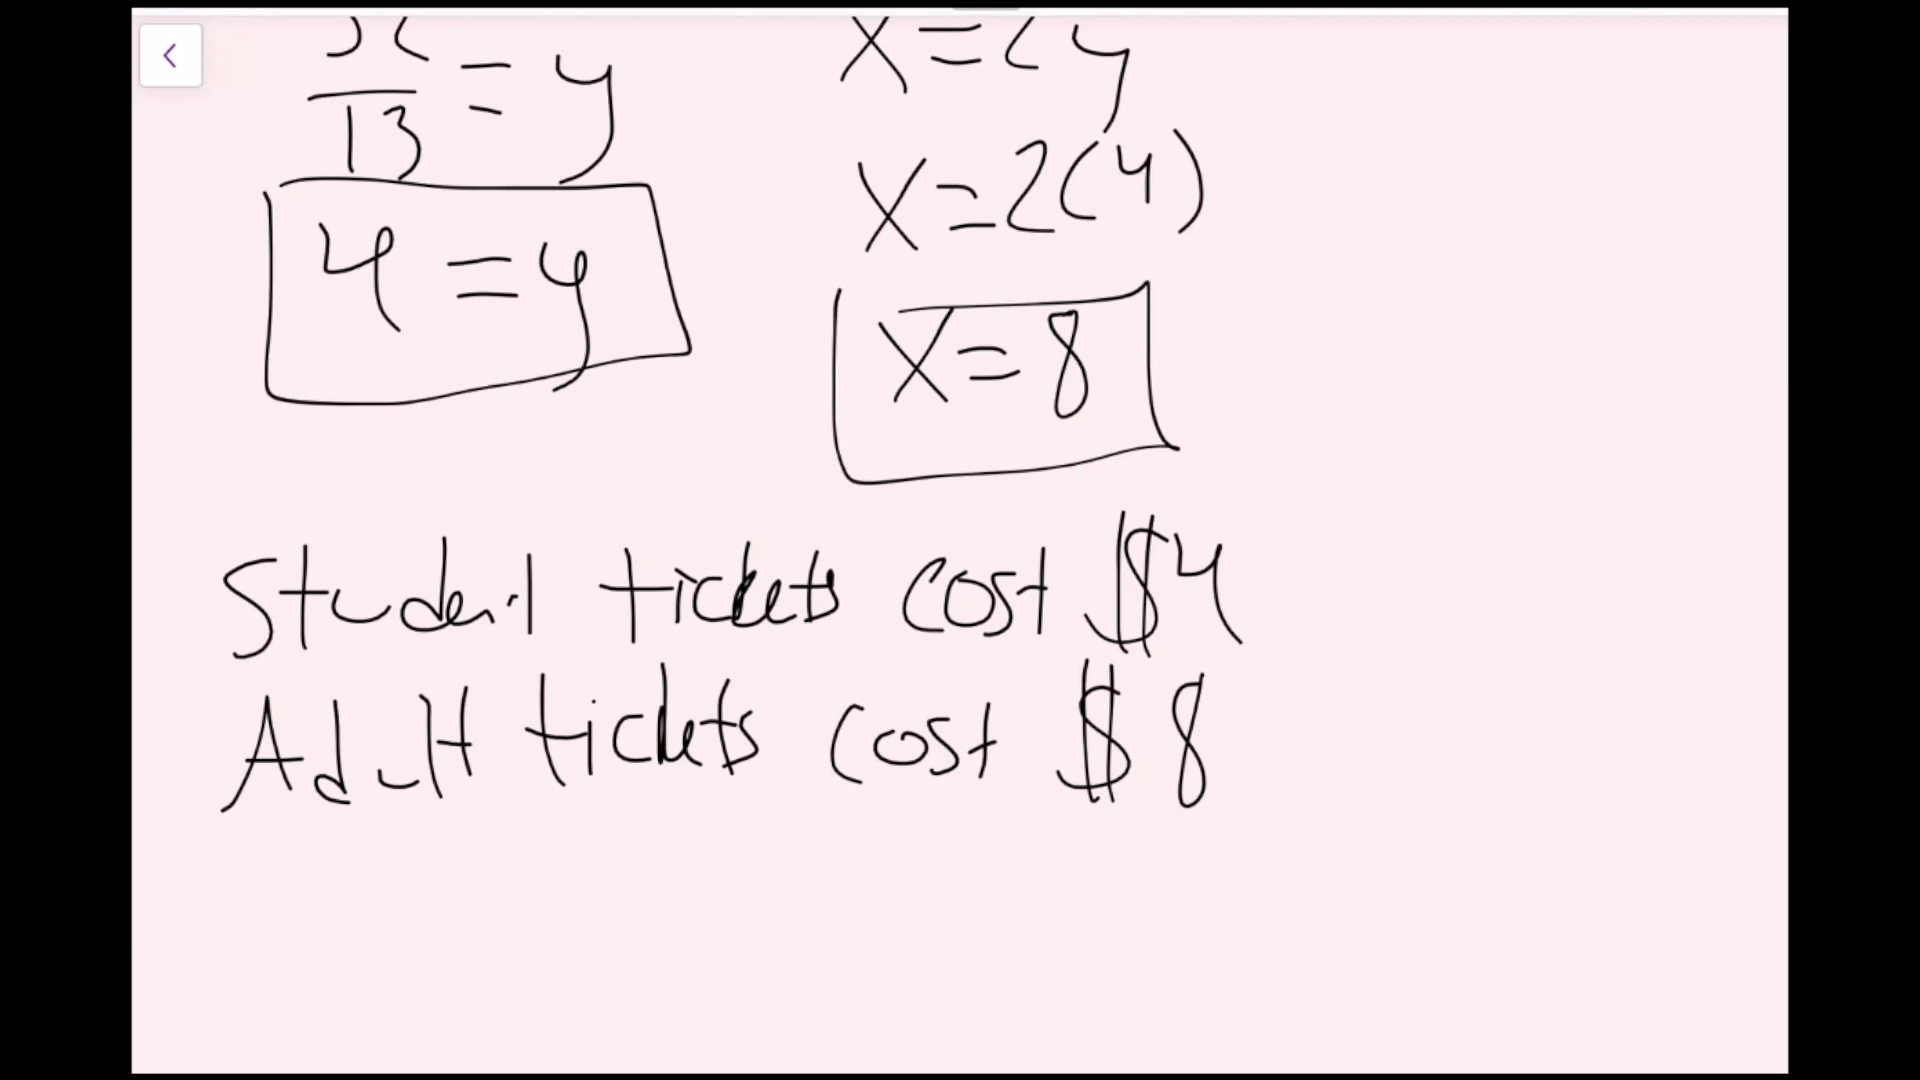 13 = y
4 = y
x = 2y
x = 2(4)
x = 8
Student tickets cost $4
Adult tickets cost $8